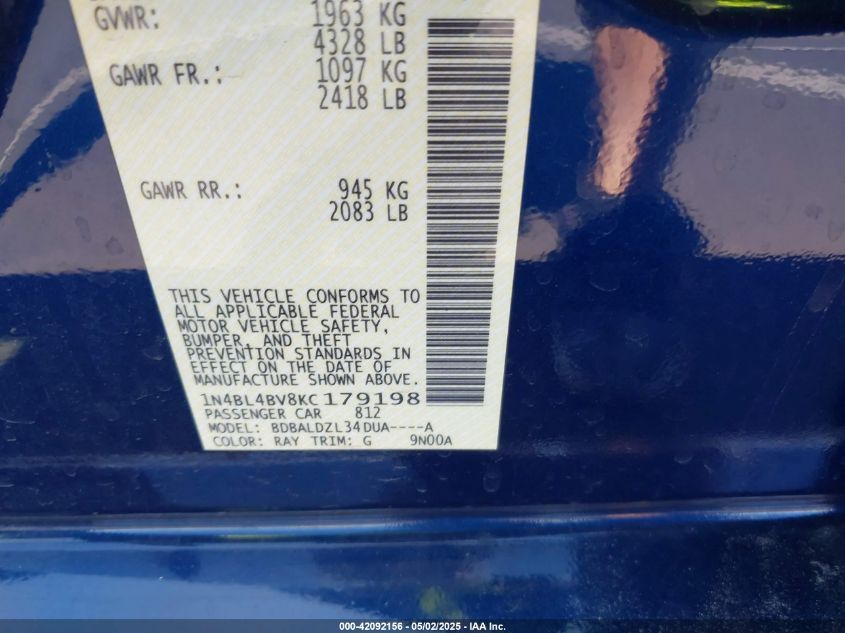 GVWR: 1963 KG
4328 LB
GAWR FR.: 1097 KG
2418 LB
GAWR RR.: 945 KG
2083 LB
THIS VEHICLE CONFORMS TO
ALL APPLICABLE FEDERAL
MOTOR VEHICLE SAFETY,
BUMPER, AND THEFT
PREVENTION STANDARDS IN
EFFECT ON THE DATE OF
MANUFACTURE SHOWN ABOVE.
1N4BL4BV8KC179198
PASSENGER CAR 812
MODEL: BDBALDZL34DUA----A
COLOR: RAY TRIM: G 9N00A
000-42092156 - 05/02/2025 - IAA Inc.